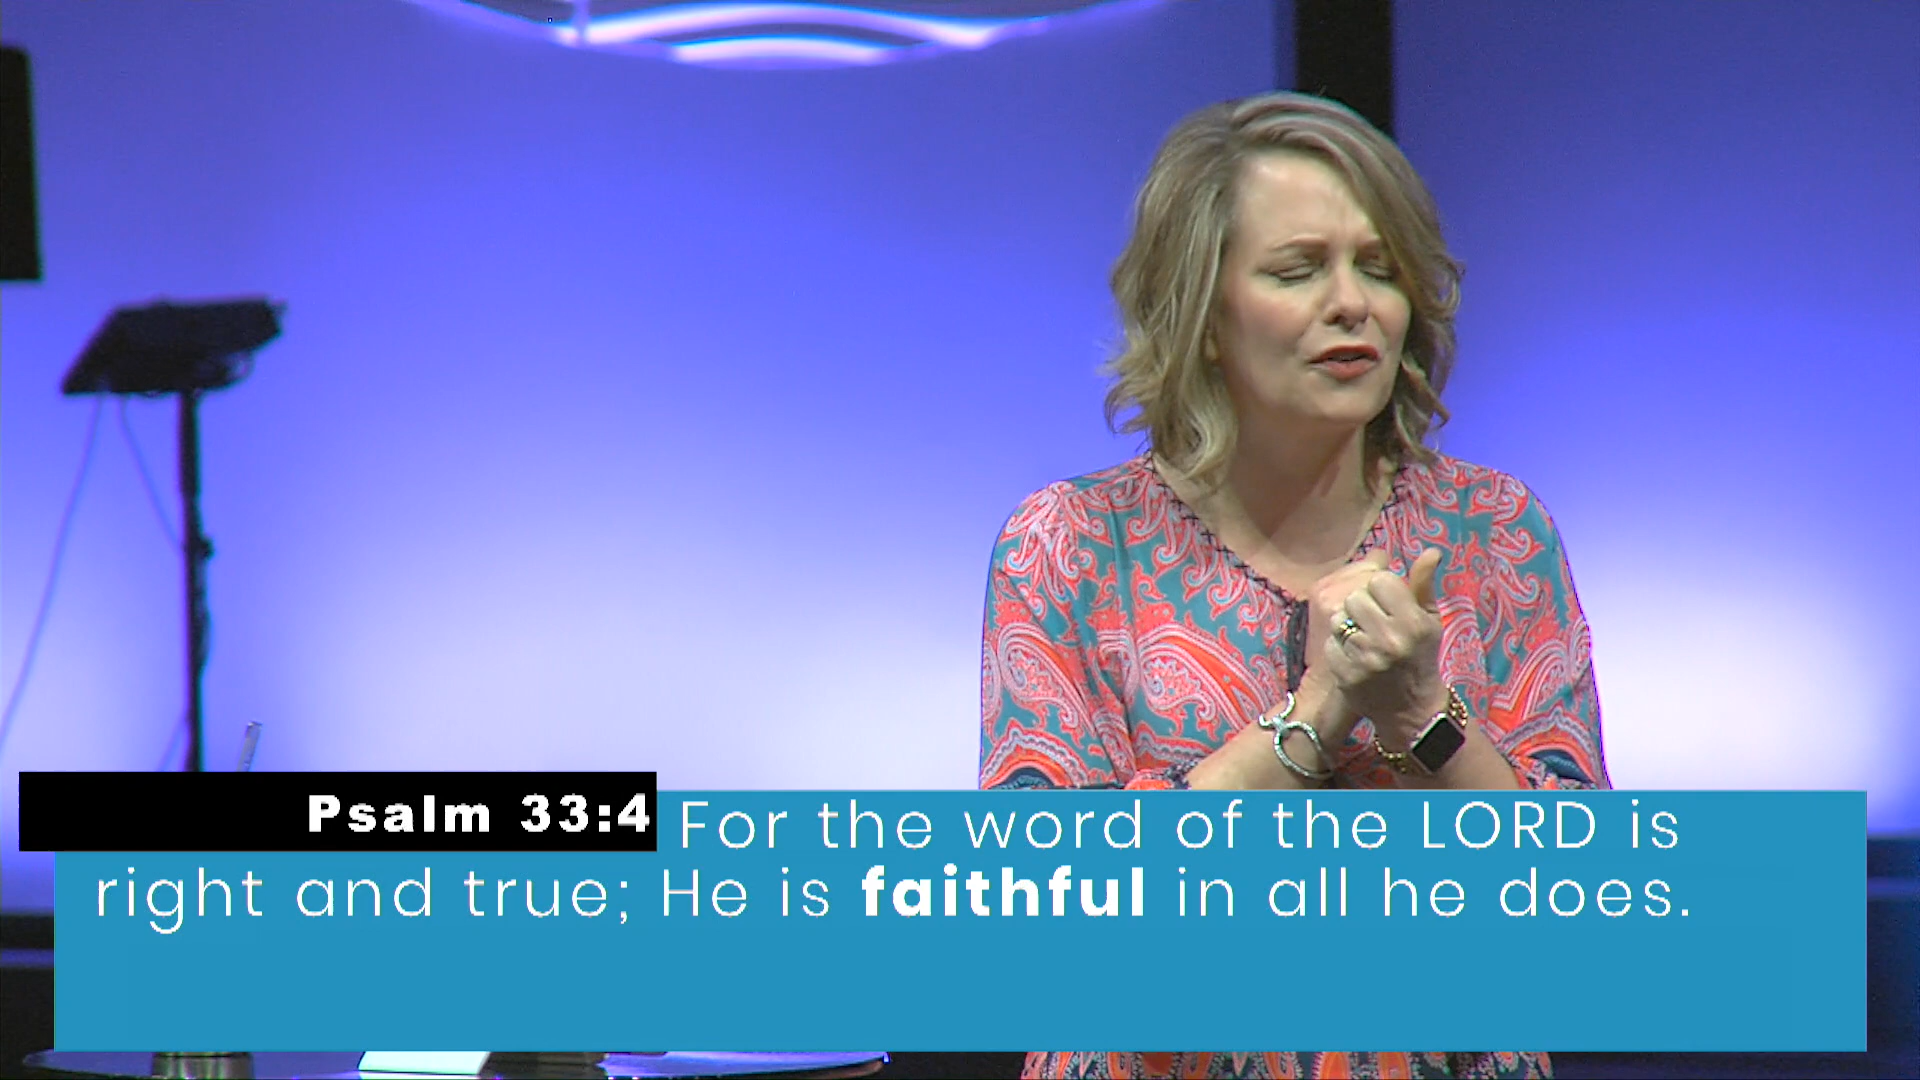 Psalm 33:4 For the word of the LORD is
right and true; He is faithful in all he does.